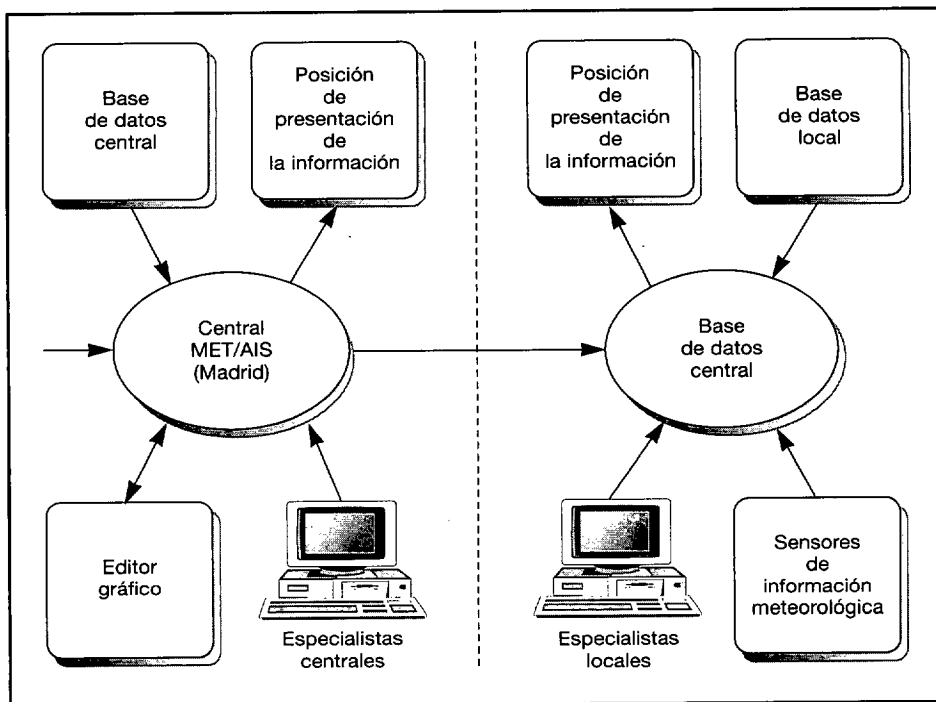 Base
de datos
central
Posición
de
presentación
de
la información
Posición
de
presentación
de
la información
Base
de datos
local
Central
MET/AIS
(Madrid)
Base
de datos
central
Editor
gráfico
Especialistas
centrales
Especialistas
locales
Sensores
de
información
meteorológica